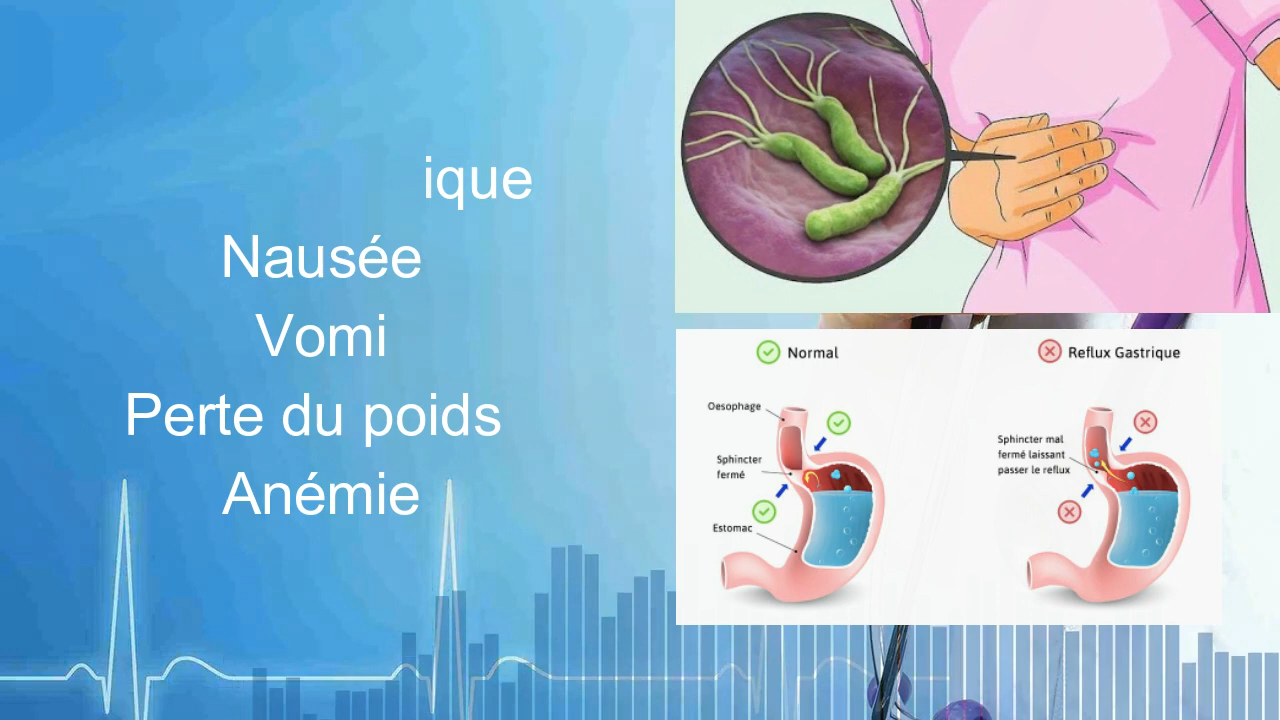 ique
Nausée
Vomi
Perte du poids
Anémie
Normal
Reflux Gastrique
Oesophage
Sphincter
fermé
Estomac
Sphincter mal
fermé laissant
passer le reflux